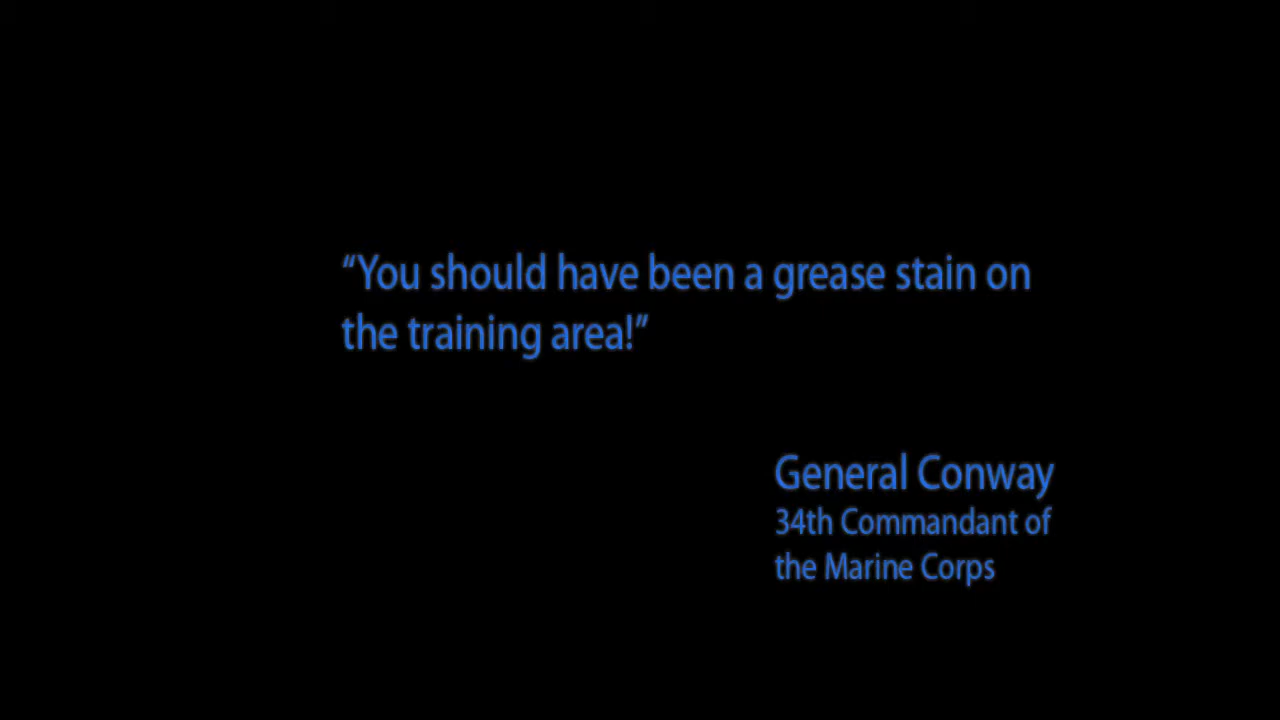 “You should have been a grease stain on
the training area!”
General Conway
34th Commandant of
the Marine Corps